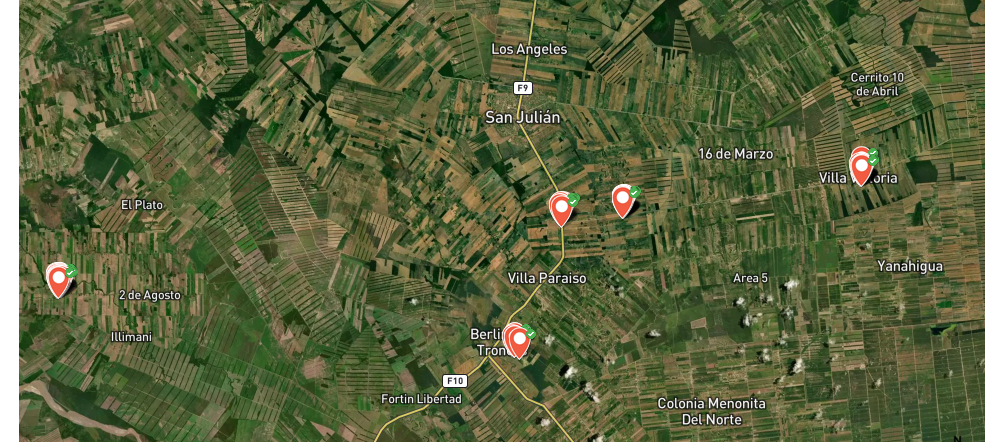 Los Angeles
F9
San Julián
Cerrito 10
de Abril
16 de Marzo
Villa
El Plato
Yanahigua
Villa Paraiso
Area 5
2 de Agosto
Illimani
F10
Fortin Libertad
Colonia Menonita
Del Norte